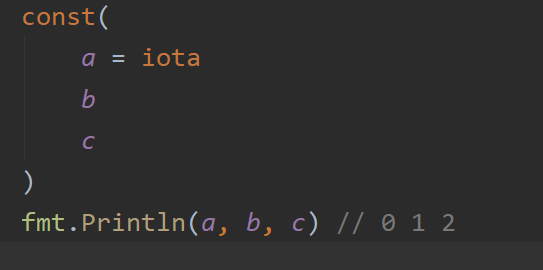 const(
    a = iota
    b
    c
)
fmt.Println(a, b, c) // 0 1 2